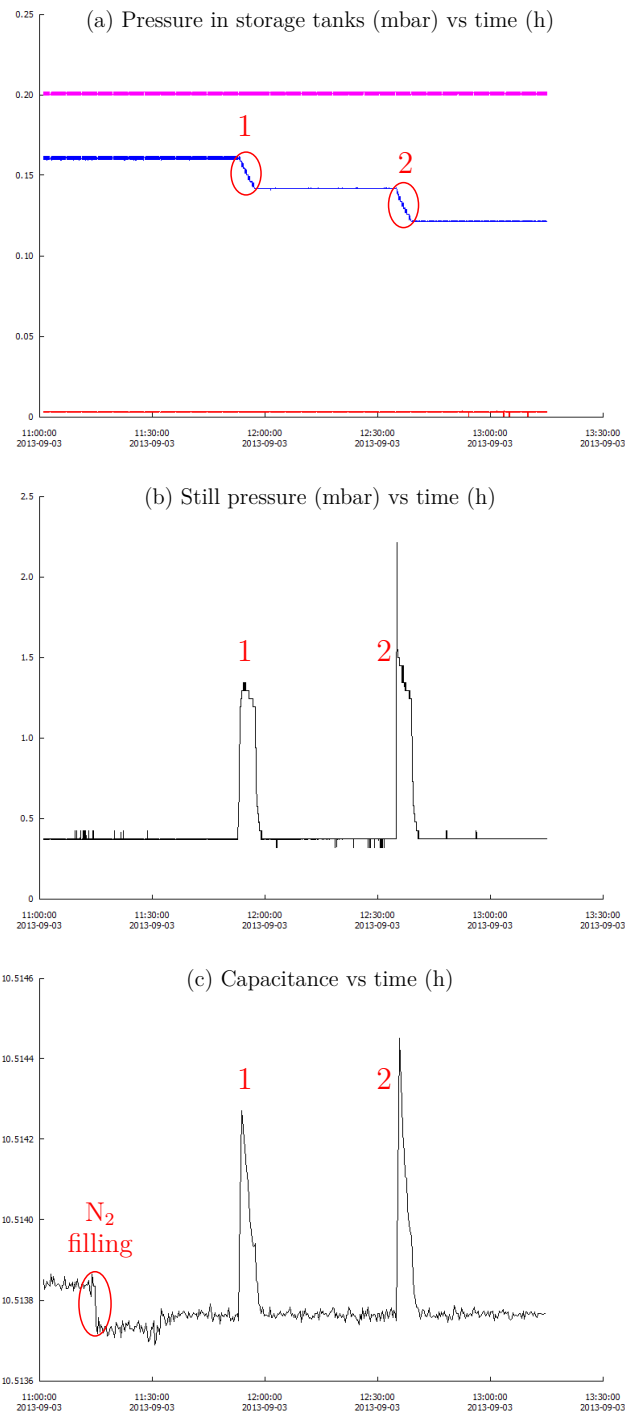 (a) Pressure in storage tanks (mbar) vs time (h)
0.25
0.20
1
2
0.15
0.10
0.05
0
11:00:00 11:30:00 12:00:00 12:30:00 13:00:00 13:30:00
2013-09-03 2013-09-03 2013-09-03 2013-09-03 2013-09-03 2013-09-03
(b) Still pressure (mbar) vs time (h)
2.5
2.0
1 2
1.5
1.0
0.5
0
11:00:00 11:30:00 12:00:00 12:30:00 13:00:00 13:30:00
2013-09-03 2013-09-03 2013-09-03 2013-09-03 2013-09-03 2013-09-03
(c) Capacitance vs time (h)
10.5146
10.5144
1 2
10.5142
10.5140
N₂
filling
10.5138
10.5136
11:00:00 11:30:00 12:00:00 12:30:00 13:00:00 13:30:00
2013-09-03 2013-09-03 2013-09-03 2013-09-03 2013-09-03 2013-09-03